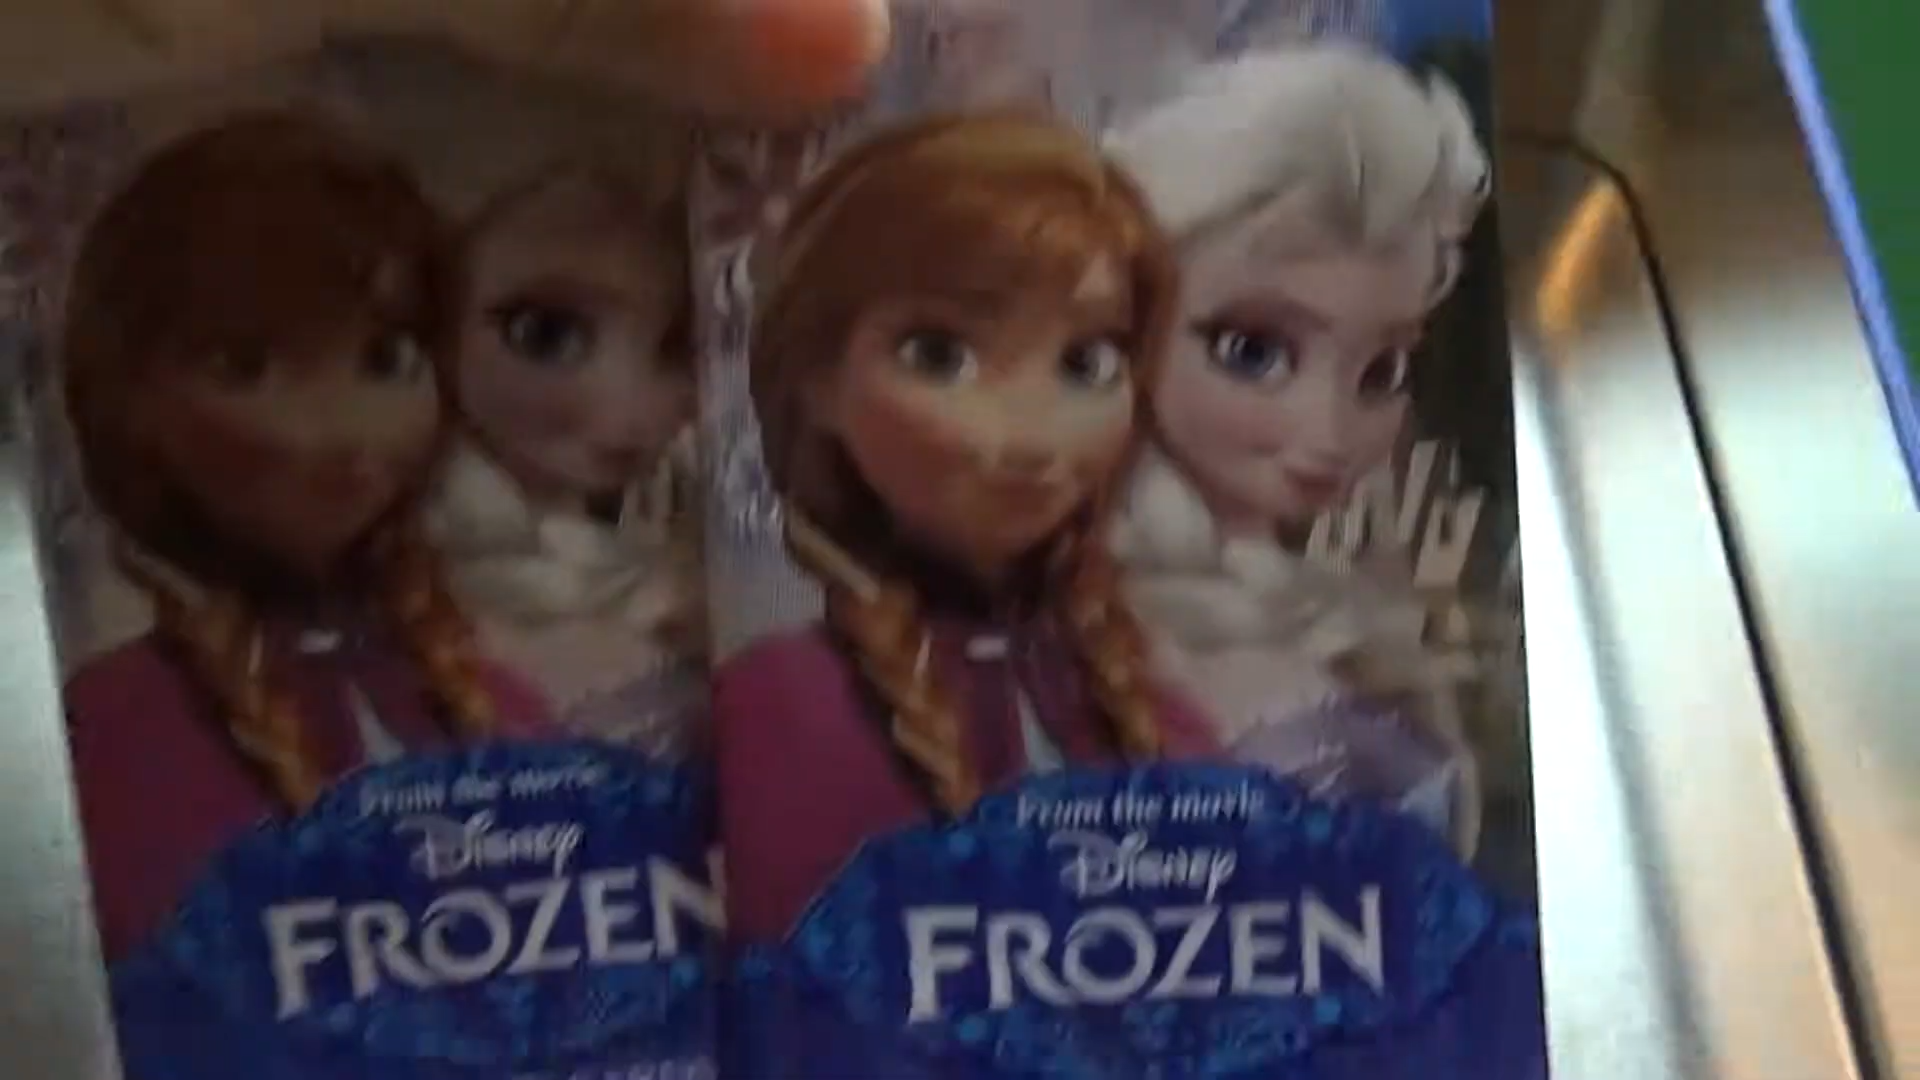 From the movie
Disney
FROZEN
From the movie
Disney
FROZEN